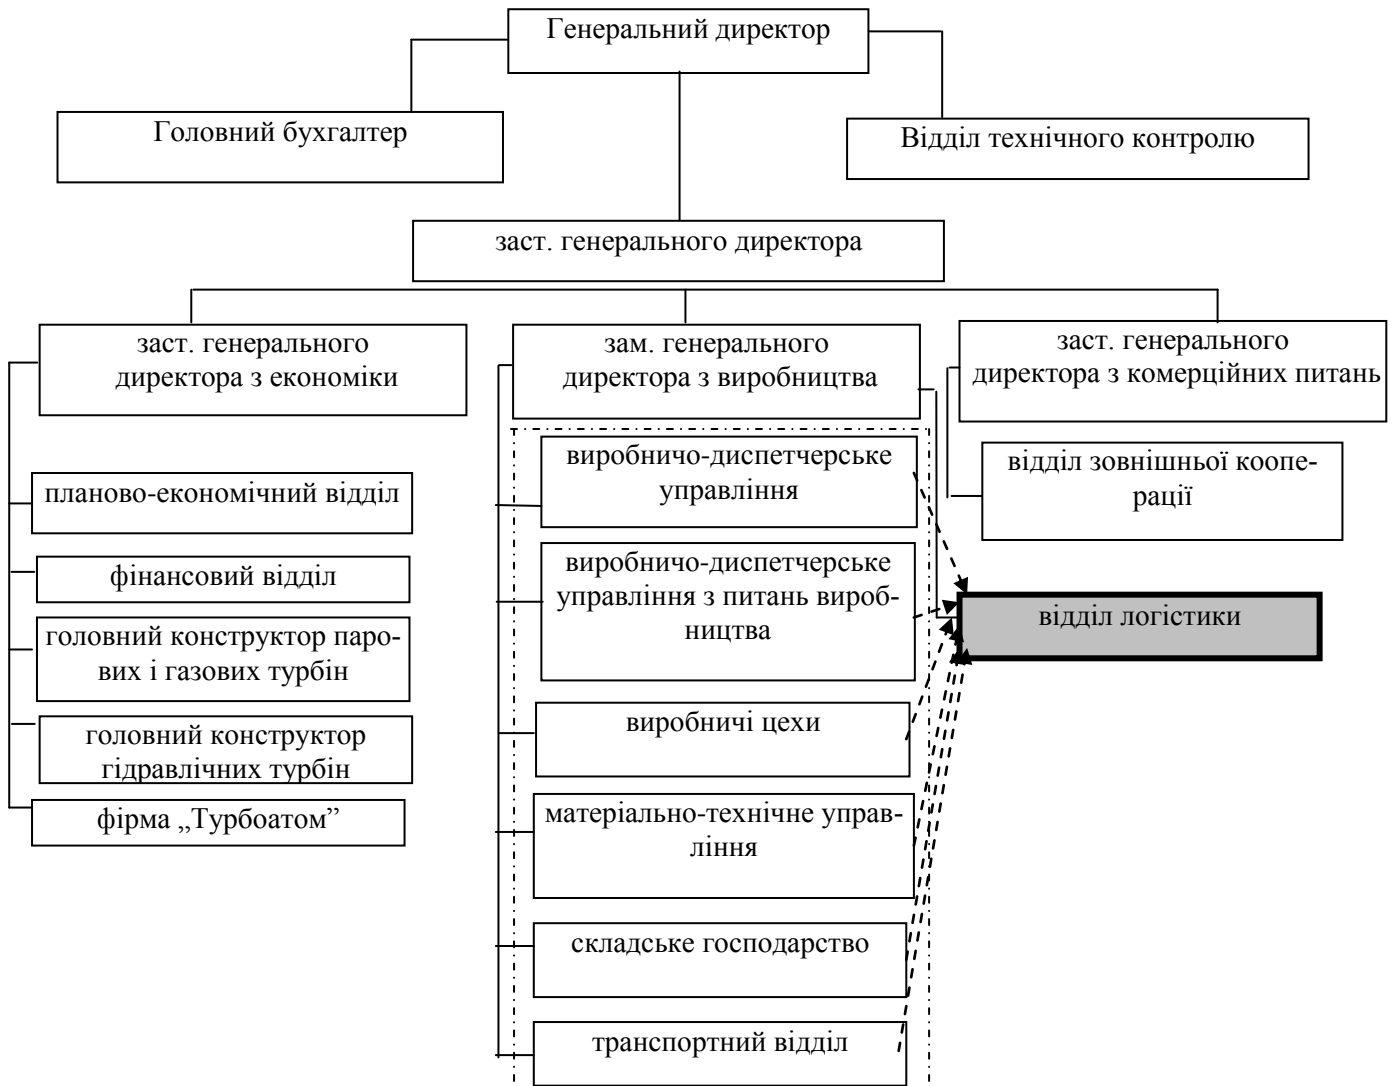 Генеральний директор
Головний бухгалтер
Відділ технічного контролю
заст. генерального директора
заст. генерального
директора з економіки
зам. генерального
директора з виробництва
заст. генерального
директора з комерційних питань
планово-економічний відділ
фінансовий відділ
головний конструктор паро-
вих і газових турбін
головний конструктор
гідравлічних турбін
фірма „Турбоатом”
виробничо-диспетчерське
управління
виробничо-диспетчерське
управління з питань вироб-
ництва
виробничі цехи
матеріально-технічне управ-
ління
складське господарство
транспортний відділ
відділ зовнішньої коопе-
рації
відділ логістики